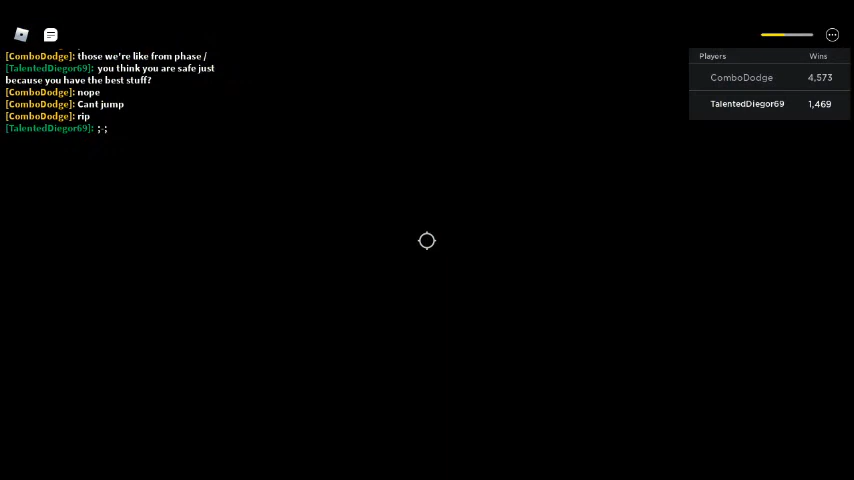 [ComboDodge]: those we're like from phase /
[TalentedDiegor69]: you think you are safe just
because you have the best stuff?
[ComboDodge]: nope
[ComboDodge]: Cant jump
[ComboDodge]: rip
[TalentedDiegor69]: ;-;
Players Wins
ComboDodge 4,573
TalentedDiegor69 1,469